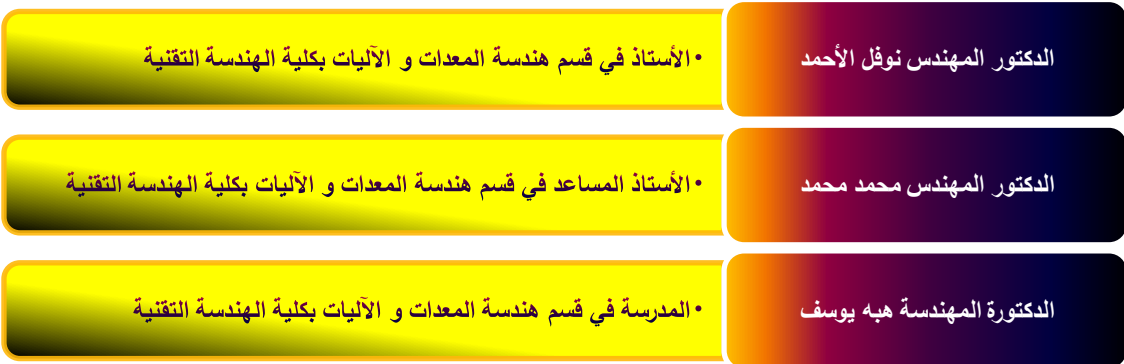 الدكتور المهندس نوفل الأحمد
• الأستاذ في قسم هندسة المعدات و الآليات بكلية الهندسة التقنية
الدكتور المهندس محمد محمد
• الأستاذ المساعد في قسم هندسة المعدات و الآليات بكلية الهندسة التقنية
الدكتورة المهندسة هبه يوسف
• المدرسة في قسم هندسة المعدات و الآليات بكلية الهندسة التقنية